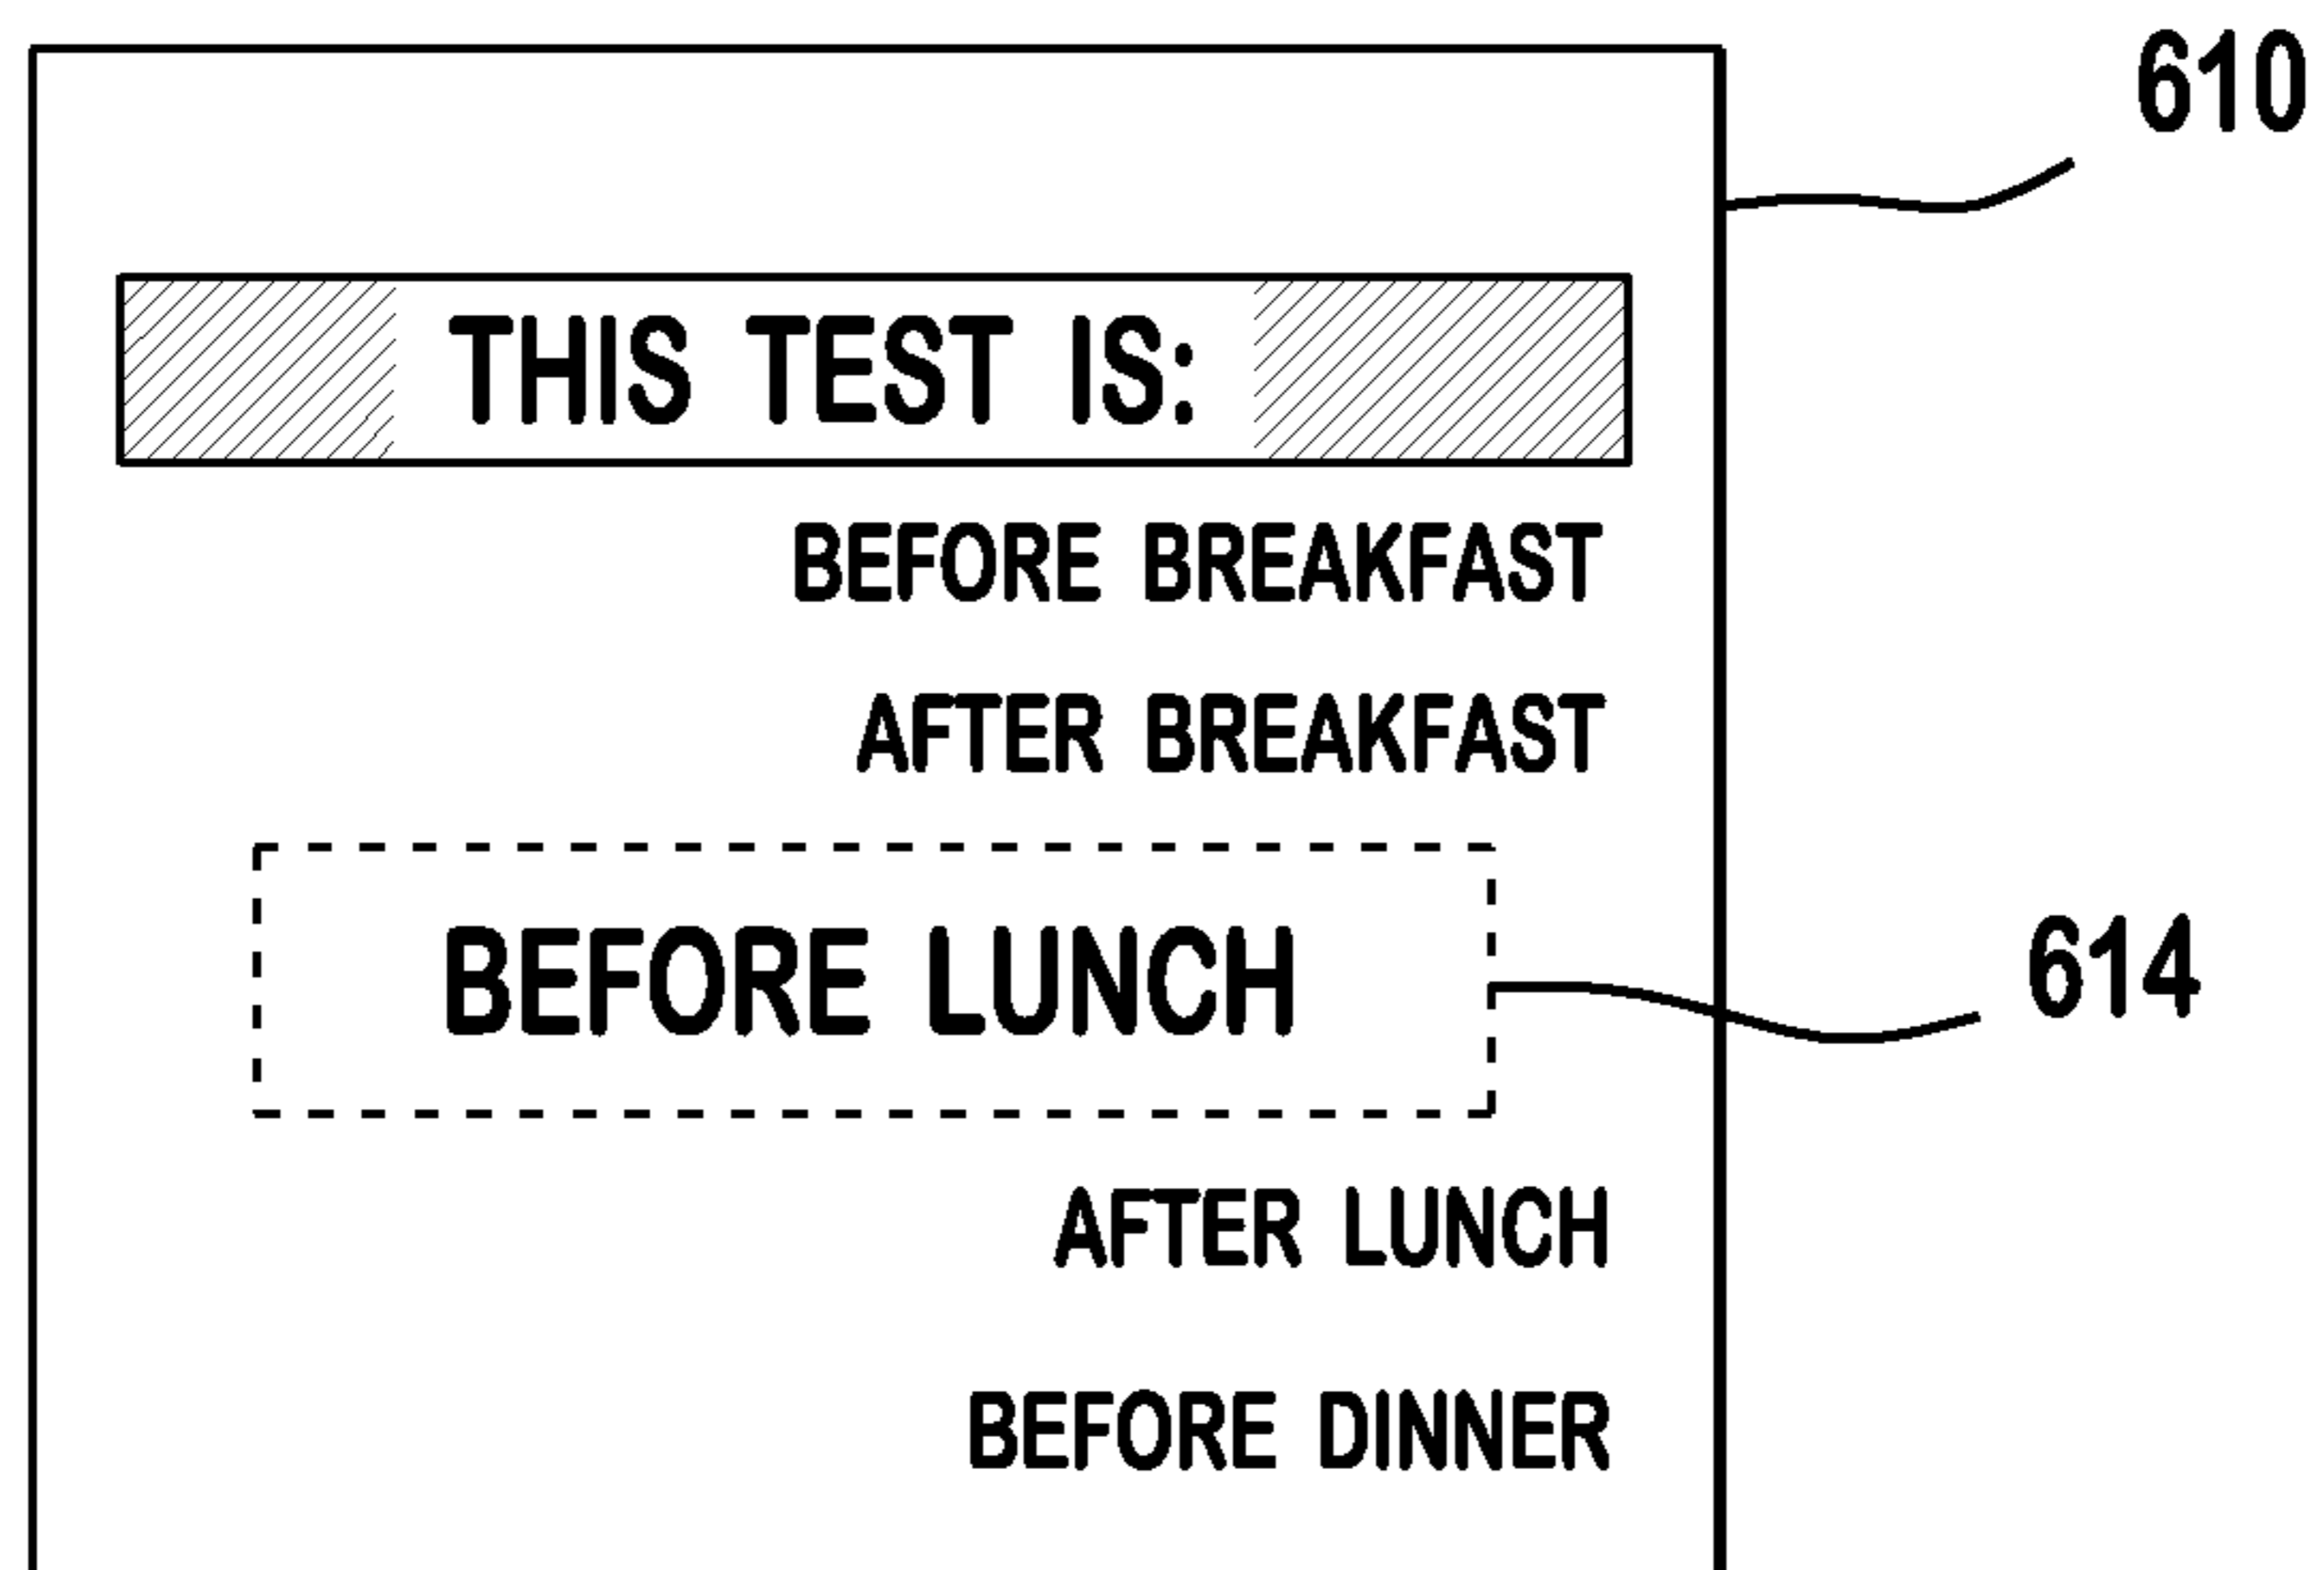 610
THIS TEST IS:
BEFORE BREAKFAST
AFTER BREAKFAST
BEFORE LUNCH
614
AFTER LUNCH
BEFORE DINNER